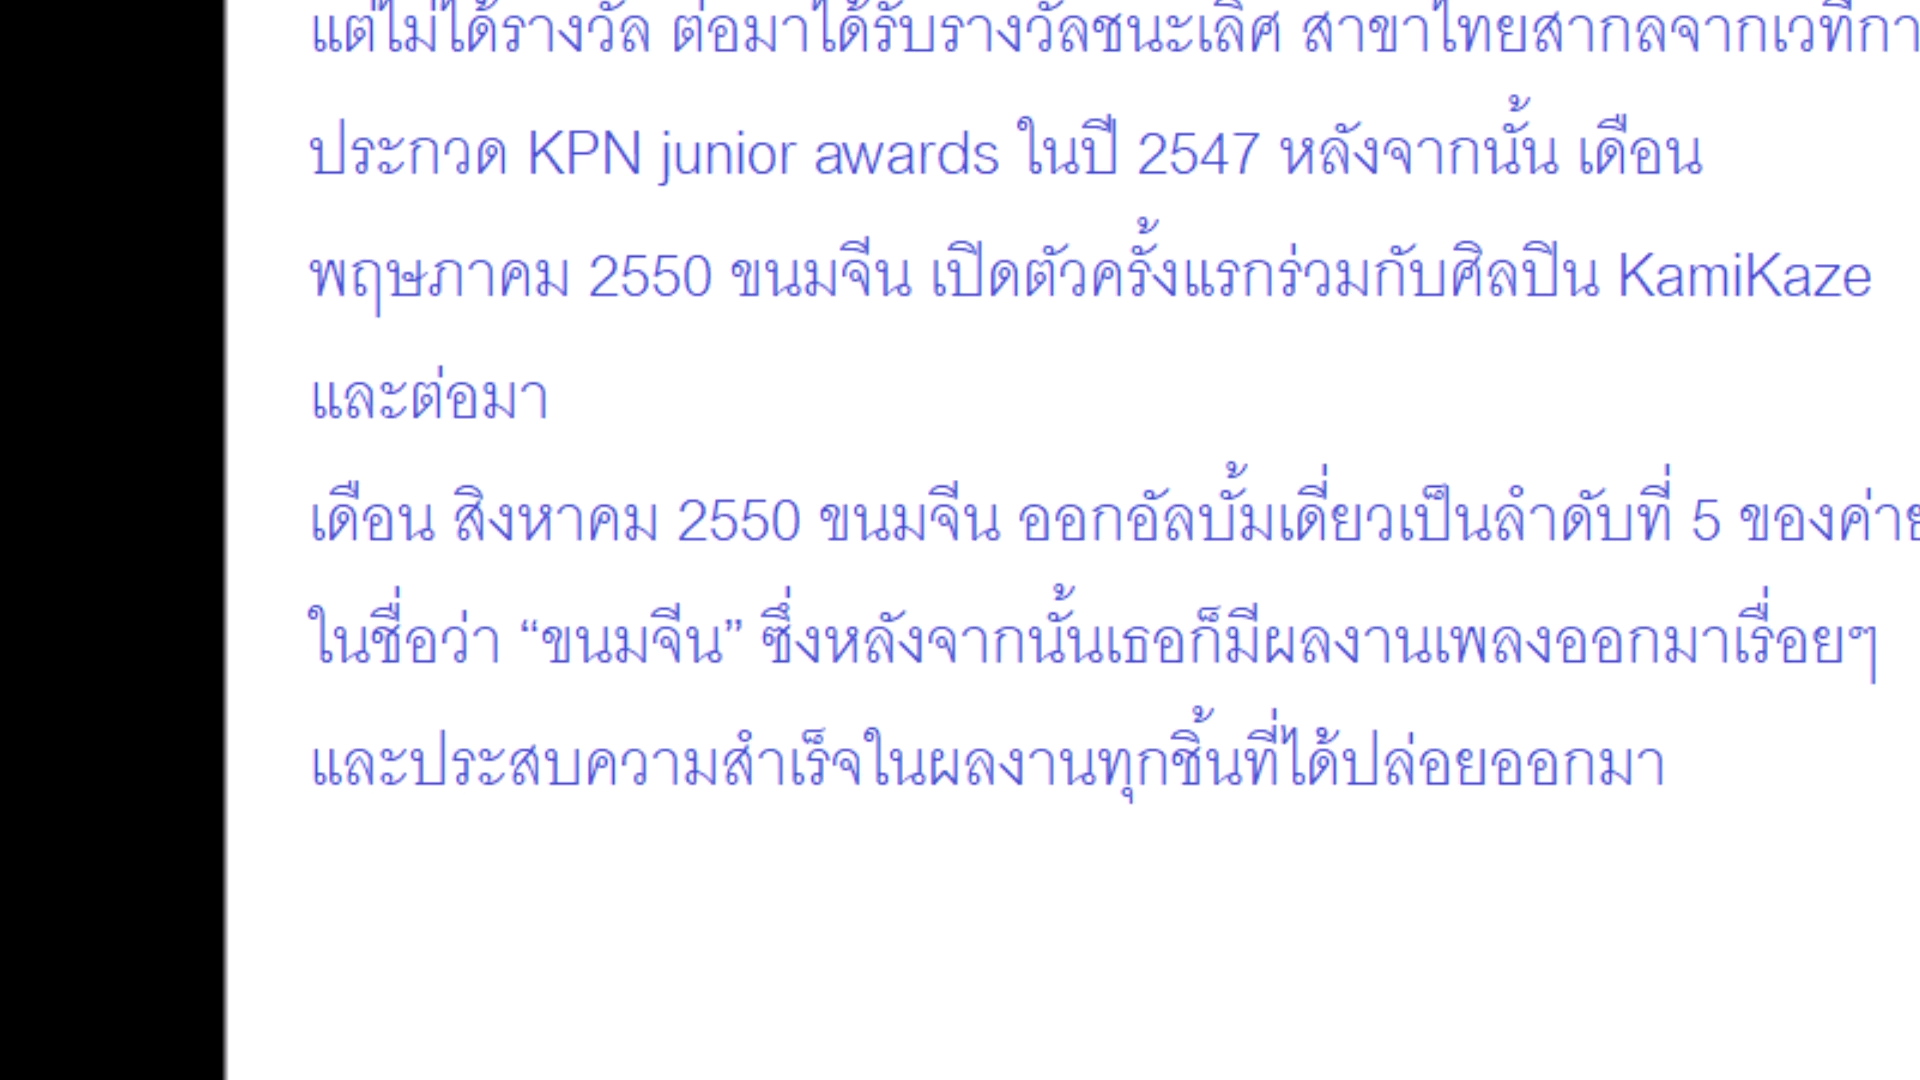 แต่ไม่ได้รางวัล ต่อมาได้รับรางวัลชนะเลิศ สาขาไทยสากลจากเวทีกา
ประกวด KPN junior awards ในปี 2547 หลังจากนั้น เดือน
พฤษภาคม 2550 ขนมจีน เปิดตัวครั้งแรกร่วมกับศิลปิน KamiKaze
และต่อมา
เดือน สิงหาคม 2550 ขนมจีน ออกอัลบั้มเดี่ยวเป็นลำดับที่ 5 ของค่าย
ในชื่อว่า “ขนมจีน” ซึ่งหลังจากนั้นเธอก็มีผลงานเพลงออกมาเรื่อยๆ
และประสบความสำเร็จในผลงานทุกชิ้นที่ได้ปล่อยออกมา